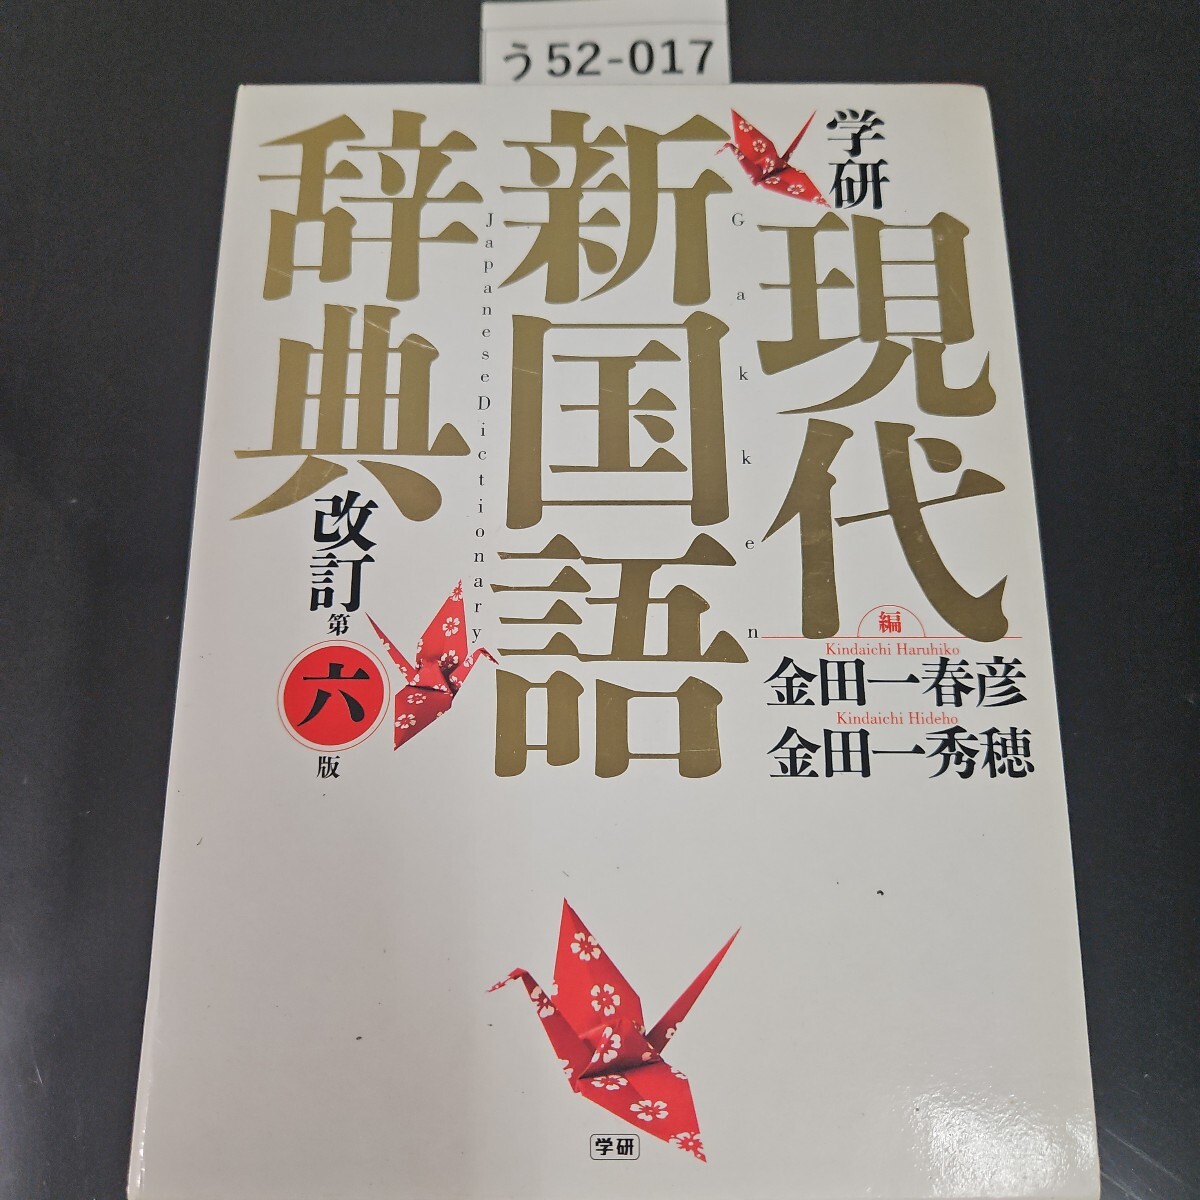 う52-017
学研
現代
新国語
辞典
Gakken
Japanese Dictionary
改訂第六版
編
Kindaichi Haruhiko
金田一春彦
Kindaichi Hideho
金田一秀穂
学研